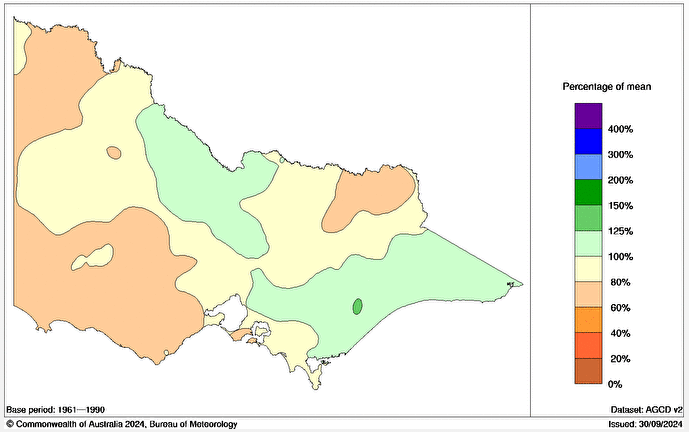 Percentage of mean
400%
300%
200%
150%
125%
100%
80%
60%
40%
20%
0%
Base period: 1961—1990
Dataset: AGCD v2
© Commonwealth of Australia 2024, Bureau of Meteorology
Issued: 30/09/2024